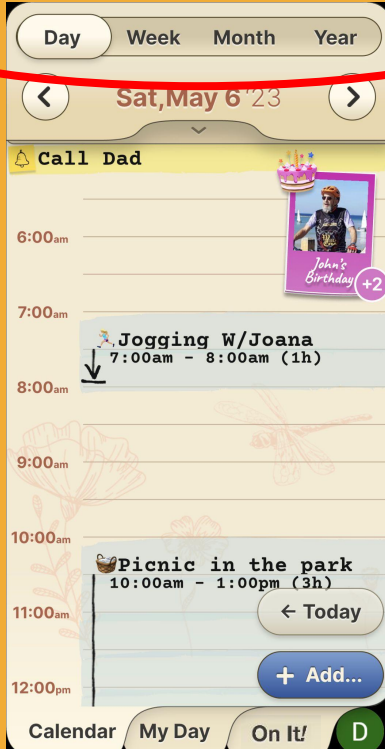 Day Week Month Year
Sat,May 6 '23
Call Dad
6:00am
John's
Birthday
+2
7:00am
Jogging W/Joana
7:00am - 8:00am (1h)
8:00am
9:00am
10:00am
Picnic in the park
10:00am - 1:00pm (3h)
11:00am
← Today
+ Add...
12:00pm
Calendar My Day On It! D